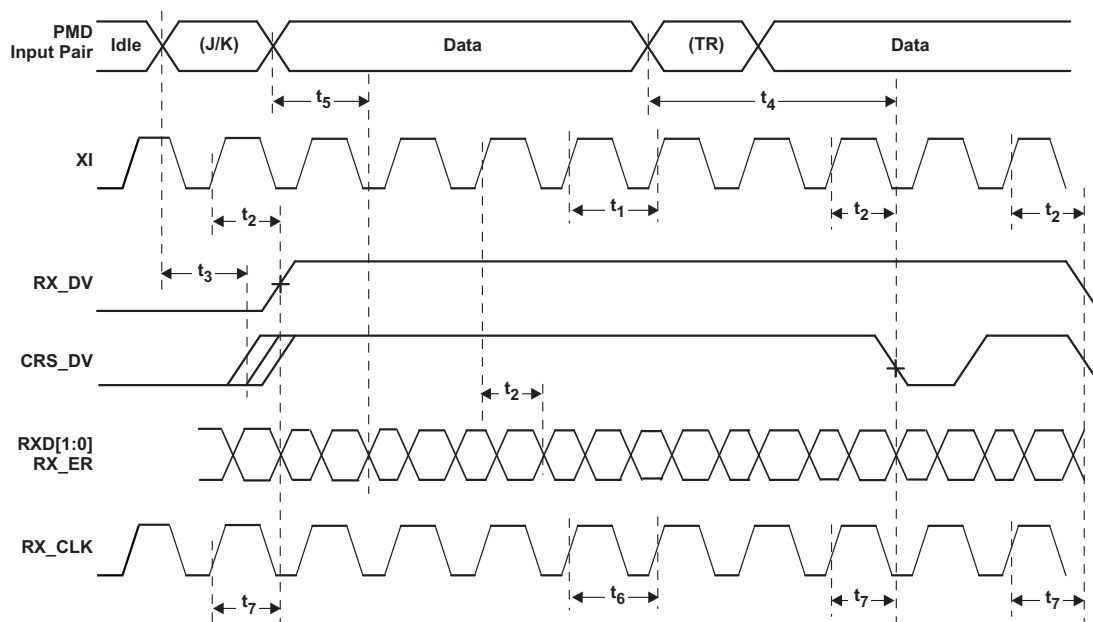 PMD
Input Pair
Idle
(J/K)
Data
(TR)
Data
t5
t4
XI
t2
t1
t2
t2
t3
RX_DV
CRS_DV
t2
RXD[1:0]
RX_ER
RX_CLK
t7
t6
t7
t7